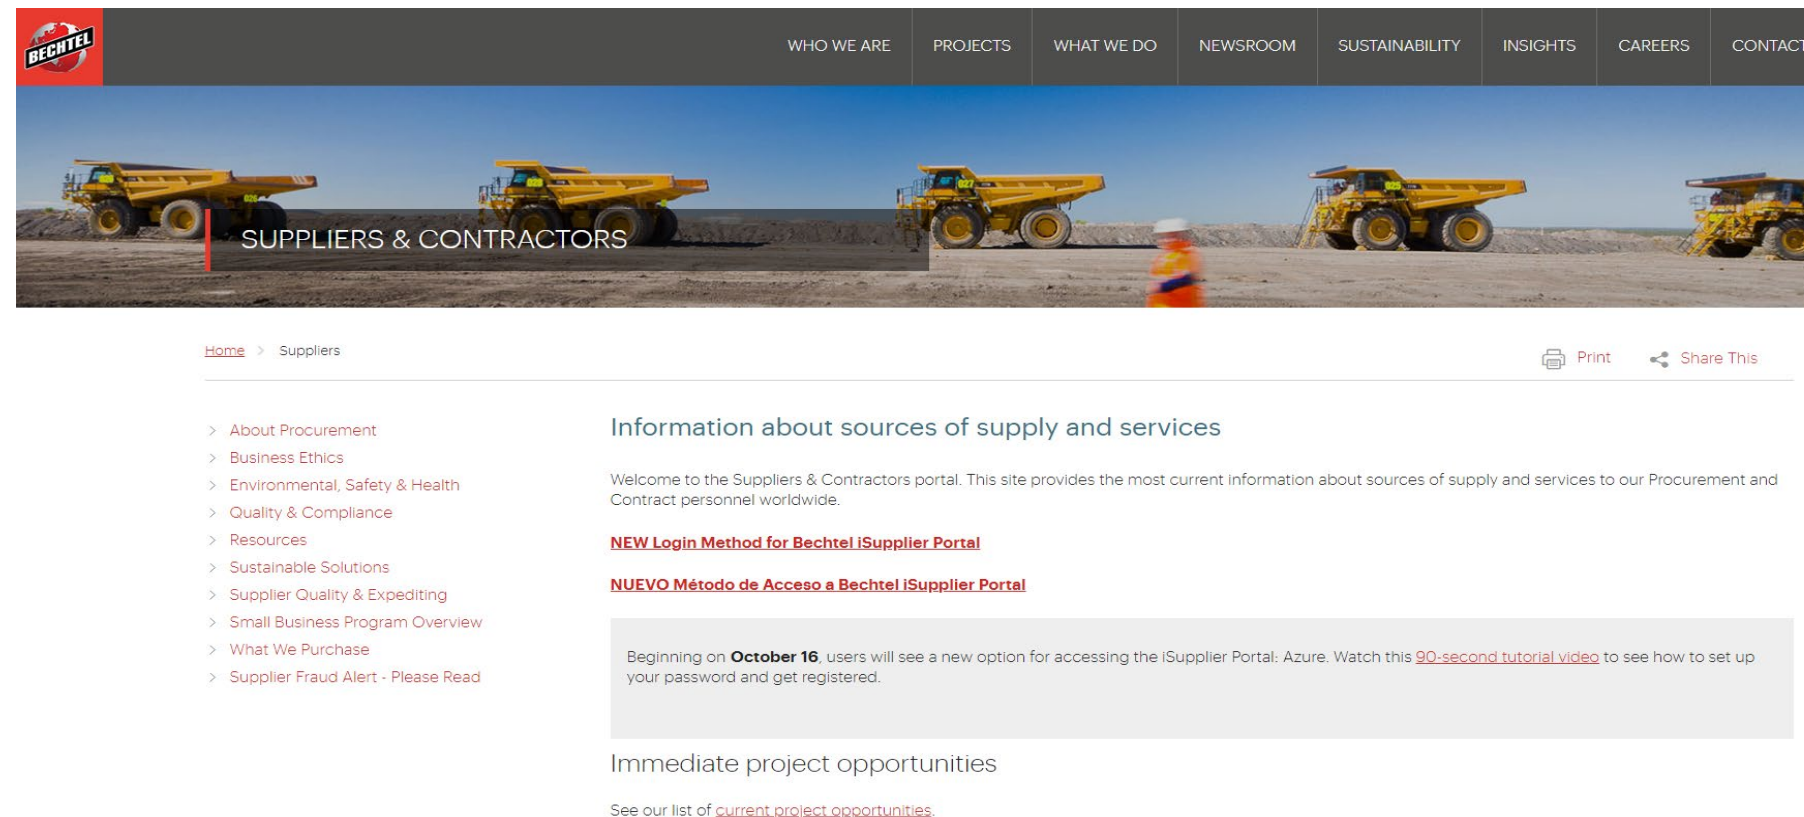 BECHTEL
WHO WE ARE
PROJECTS
WHAT WE DO
NEWSROOM
SUSTAINABILITY
INSIGHTS
CAREERS
CONTACT
026
028
027
025
SUPPLIERS & CONTRACTORS
Home > Suppliers
Print
Share This
> About Procurement
> Business Ethics
> Environmental, Safety & Health
> Quality & Compliance
> Resources
> Sustainable Solutions
> Supplier Quality & Expediting
> Small Business Program Overview
> What We Purchase
> Supplier Fraud Alert - Please Read
Information about sources of supply and services
Welcome to the Suppliers & Contractors portal. This site provides the most current information about sources of supply and services to our Procurement and
Contract personnel worldwide.
NEW Login Method for Bechtel iSupplier Portal
NUEVO Método de Acceso a Bechtel iSupplier Portal
Beginning on October 16, users will see a new option for accessing the iSupplier Portal: Azure. Watch this 90-second tutorial video to see how to set up
your password and get registered.
Immediate project opportunities
See our list of current project opportunities.